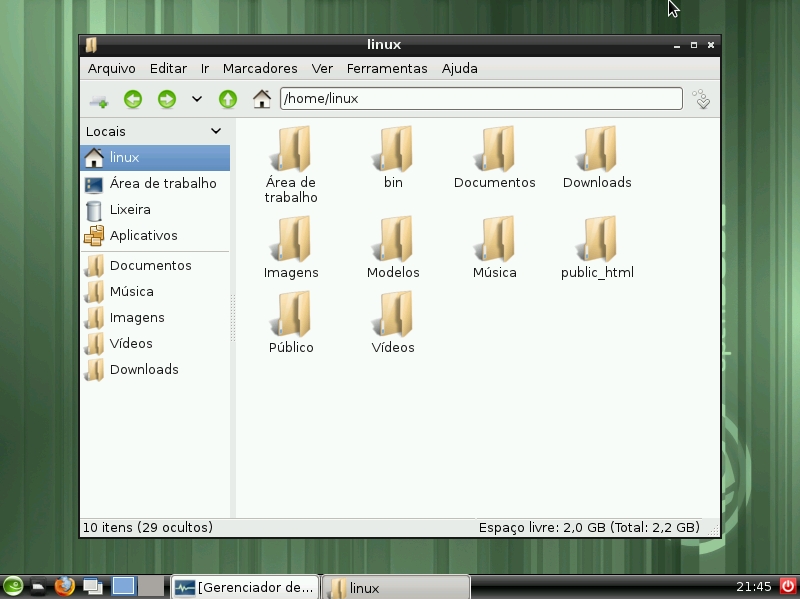 linux
Arquivo Editar Ir Marcadores Ver Ferramentas Ajuda
/home/linux
Locais
linux
Área de trabalho
Lixeira
Aplicativos
Documentos
Música
Imagens
Vídeos
Downloads
Área de
trabalho
bin
Documentos
Downloads
Imagens
Modelos
Música
public_html
Público
Vídeos
10 itens (29 ocultos)
Espaço livre: 2,0 GB (Total: 2,2 GB)
[Gerenciador de...
linux
21:45